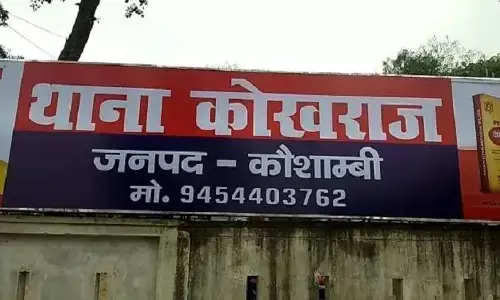 थाना कोखराज
जनपद - कौशाम्बी
मो. 9454403762